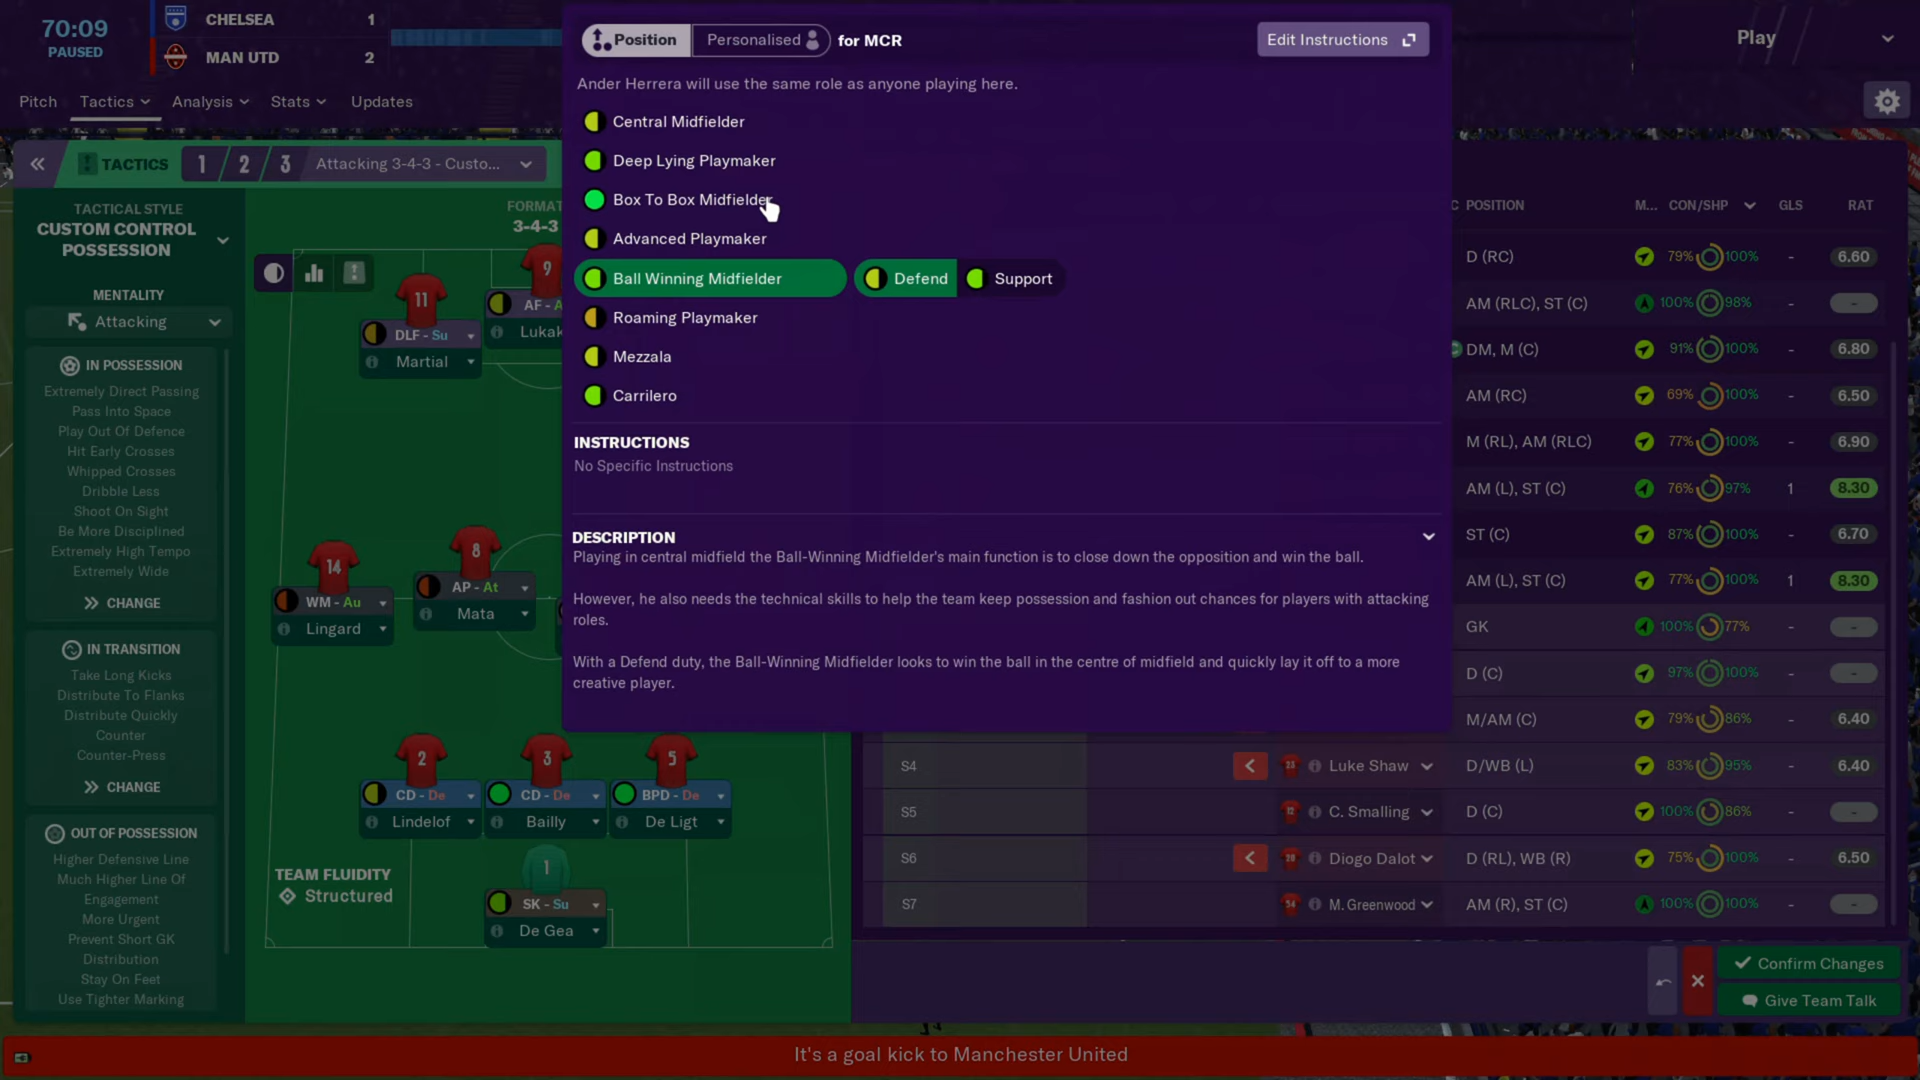 70:09
PAUSED
CHELSEA 1
MAN UTD 2
Pitch Tactics Analysis Stats Updates
Play
Position Personalised for MCR
Edit Instructions
Ander Herrera will use the same role as anyone playing here.
Central Midfielder
Deep Lying Playmaker
Box To Box Midfielder
Advanced Playmaker
Ball Winning Midfielder Defend Support
Roaming Playmaker
Mezzala
Carrilero
INSTRUCTIONS
No Specific Instructions
DESCRIPTION
Playing in central midfield the Ball-Winning Midfielder's main function is to close down the opposition and win the ball.
However, he also needs the technical skills to help the team keep possession and fashion out chances for players with attacking
roles.
With a Defend duty, the Ball-Winning Midfielder looks to win the ball in the centre of midfield and quickly lay it off to a more
creative player.
TACTICS 1 2 3 Attacking 3-4-3 - Custo...
TACTICAL STYLE
CUSTOM CONTROL
POSSESSION
MENTALITY
Attacking
IN POSSESSION
Extremely Direct Passing
Pass Into Space
Play Out Of Defence
Hit Early Crosses
Whipped Crosses
Dribble Less
Shoot On Sight
Be More Disciplined
Extremely High Tempo
Extremely Wide
CHANGE
IN TRANSITION
Take Long Kicks
Distribute To Flanks
Distribute Quickly
Counter
Counter-Press
CHANGE
OUT OF POSSESSION
Higher Defensive Line
Much Higher Line Of
Engagement
More Urgent
Prevent Short GK
Distribution
Stay On Feet
Use Tighter Marking
3-4-3
11
DLF - Su
Martial
9
AF - A
14
WM - Au
Lingard
8
AP - At
Mata
2
CD - De
Lindelof
3
CD - De
Bailly
5
BPD - De
De Ligt
1
SK - Su
De Gea
TEAM FLUIDITY
Structured
C POSITION M... CON/SHP GLS RAT
D (RC) 79% 100% - 6.60
AM (RLC), ST (C) 100% 98% - -
DM, M (C) 91% 100% - 6.80
AM (RC) 69% 100% - 6.50
M (RL), AM (RLC) 77% 100% - 6.90
AM (L), ST (C) 76% 97% 1 8.30
ST (C) 87% 100% - 6.70
AM (L), ST (C) 77% 100% 1 8.30
GK 100% 77% - -
D (C) 97% 100% - -
M/AM (C) 79% 86% - 6.40
S4 Luke Shaw D/WB (L) 83% 95% - 6.40
S5 C. Smalling D (C) 100% 86% - -
S6 Diogo Dalot D (RL), WB (R) 75% 100% - 6.50
S7 M. Greenwood AM (R), ST (C) 100% 100% - -
Confirm Changes
Give Team Talk
It's a goal kick to Manchester United